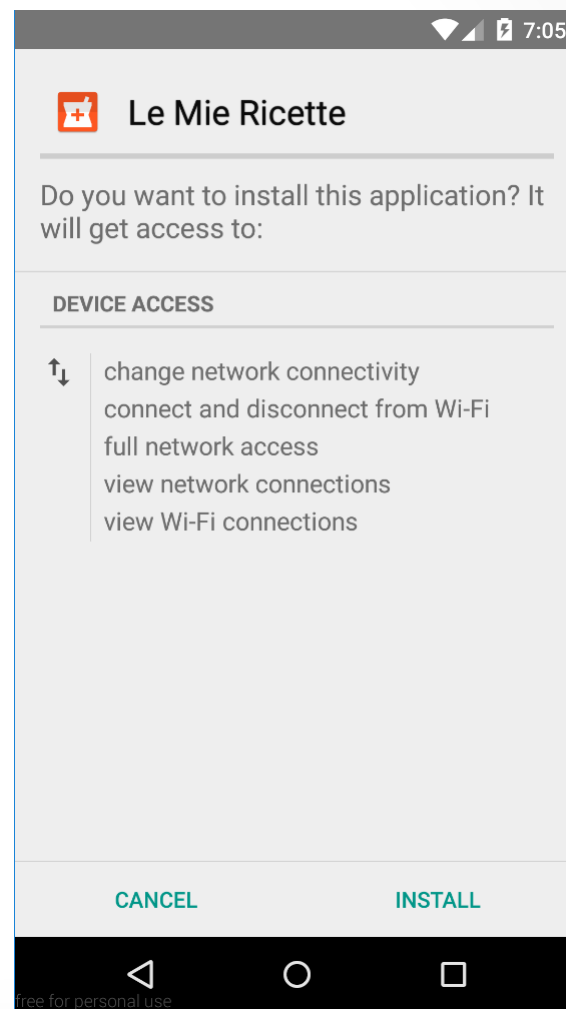 7:05
Le Mie Ricette
Do you want to install this application? It
will get access to:
DEVICE ACCESS
change network connectivity
connect and disconnect from Wi-Fi
full network access
view network connections
view Wi-Fi connections
CANCEL INSTALL
free for personal use